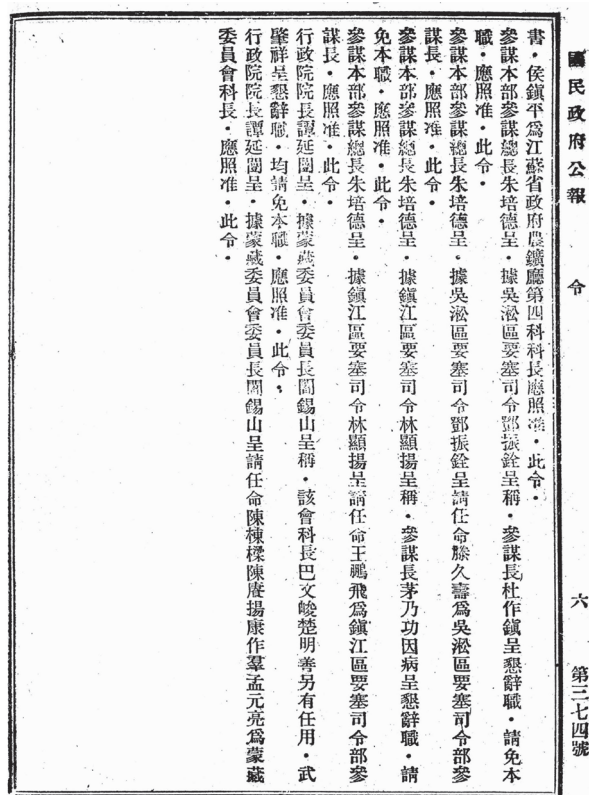 國民政府公報　令　六　第三七四號
書・侯鎭平爲江蘇省政府農鑛廳第四科科長應照准・此令・
參謀本部參謀總長朱培德呈・據吳淞區要塞司令鄧振銓呈稱・參謀長杜作鎭呈懇辭職・請免本
職・應照准・此令・
參謀本部參謀總長朱培德呈・據吳淞區要塞司令鄧振銓呈請任命滕久壽爲吳淞區要塞司令部參
謀長・應照准・此令・
參謀本部參謀總長朱培德呈・據鎭江區要塞司令林顯揚呈稱・參謀長茅乃功因病呈懇辭職・請
免本職・應照准・此令・
參謀本部參謀總長朱培德呈・據鎭江區要塞司令林顯揚呈請任命王鵬飛爲鎭江區要塞司令部參
謀長・應照准・此令・
行政院院長譚延闓呈・據蒙藏委員會委員長閻錫山呈稱・該會科長巴文峻楚明善另有任用・武
肇祥呈懇辭職・均請免本職・應照准・此令・
行政院院長譚延闓呈・據蒙藏委員會委員長閻錫山呈請任命陳棟樑陳庵揚康作羣孟元亮爲蒙藏
委員會科長・應照准・此令・